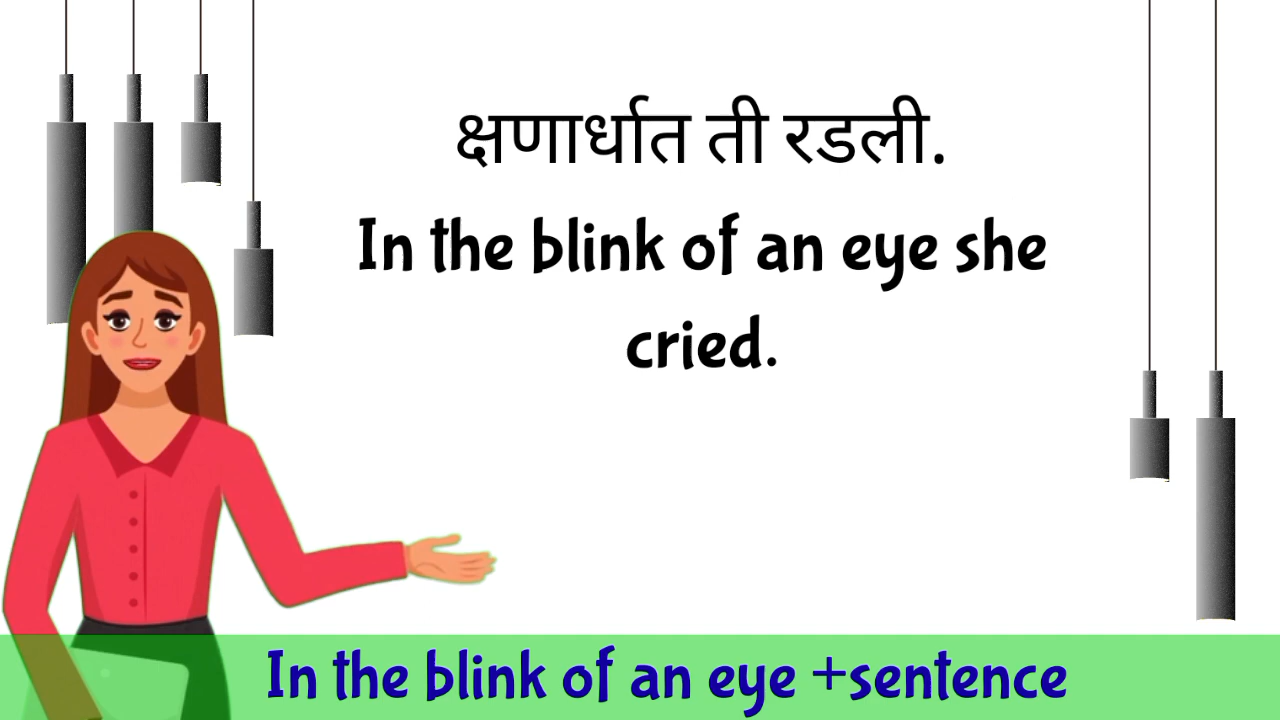 क्षणार्धात ती रडली.
In the blink of an eye she
cried.
In the blink of an eye +sentence